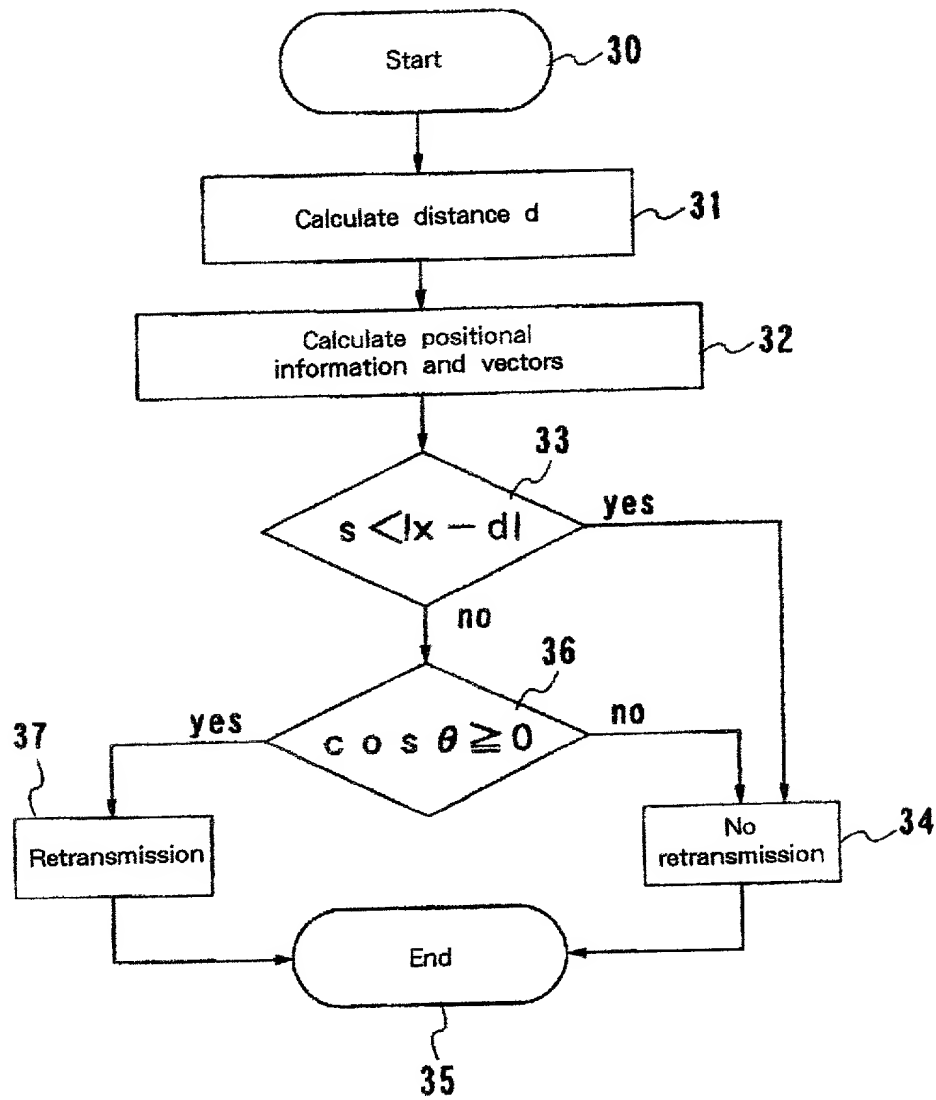 Start
30
Calculate distance d
31
Calculate positional
information and vectors
32
33
s <|x - d|
yes
no
36
cos θ ≧ 0
yes
no
37
Retransmission
No
retransmission
34
End
35